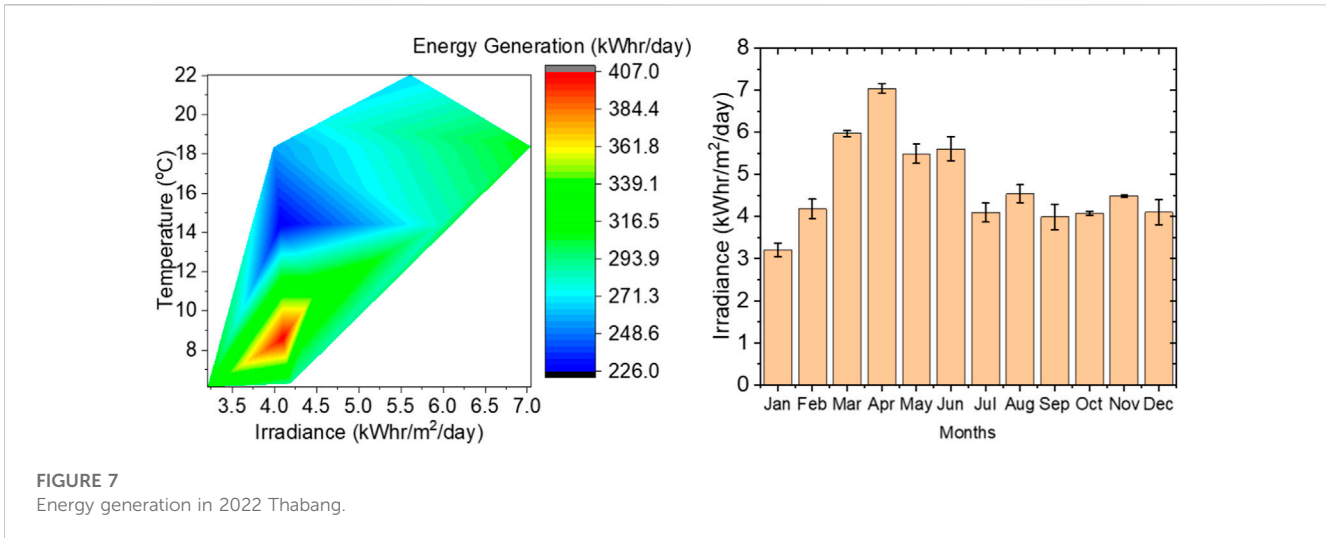 Energy Generation (kWhr/day)
22
20
18
16
14
12
10
8
Temperature (°C)
3.5 4.0 4.5 5.0 5.5 6.0 6.5 7.0
Irradiance (kWhr/m²/day)
407.0
384.4
361.8
339.1
316.5
293.9
271.3
248.6
226.0
8
7
6
5
4
3
2
1
0
Irradiance (kWhr/m²/day)
Jan Feb Mar Apr May Jun Jul Aug Sep Oct Nov Dec
Months
FIGURE 7
Energy generation in 2022 Thabang.